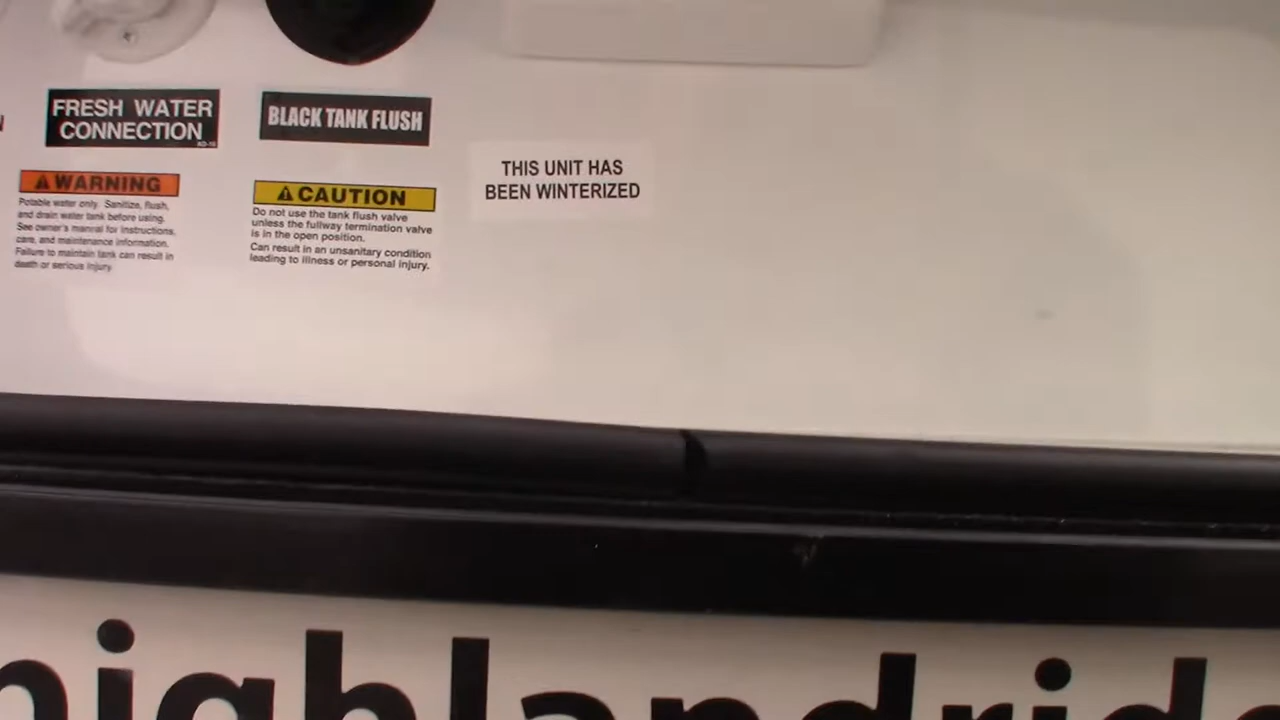 FRESH WATER
CONNECTION
AD-16
BLACK TANK FLUSH
THIS UNIT HAS
BEEN WINTERIZED
WARNING
Potable water only. Sanitize, flush,
and drain water tank before using.
See owner's manual for instructions,
care, and maintenance information.
Failure to maintain tank can result in
death or serious injury.
CAUTION
Do not use the tank flush valve
unless the fullway termination valve
is in the open position.
Can result in an unsanitary condition
leading to illness or personal injury.
highlandridg